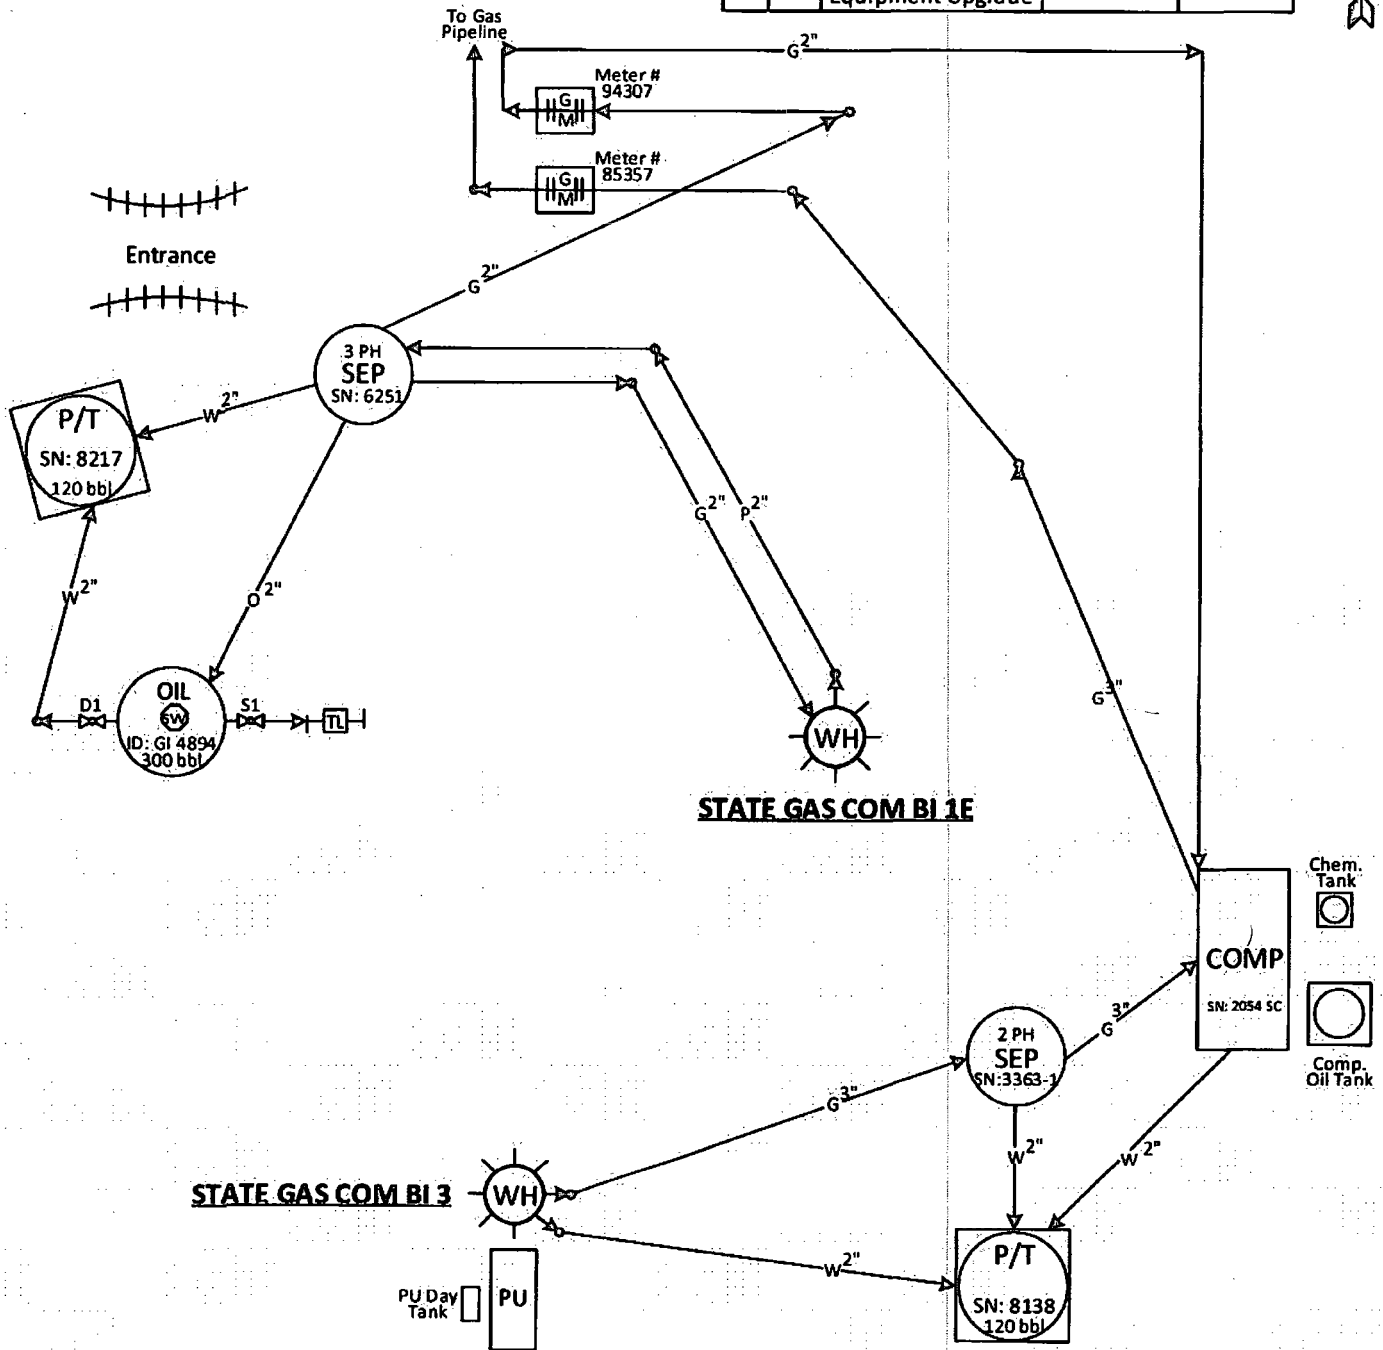 Equipment Upgrade
To Gas
Pipeline
G 2"
Meter #
94307
G
M
Meter #
85357
G
M
Entrance
G 2"
3 PH
SEP
SN: 6251
W 2"
P/T
SN: 8217
120 bbl
G 2"
P 2"
W 2"
O 2"
OIL
SW
ID: GI 4894
300 bbl
D1
S1
TL
G 3"
WH
STATE GAS COM BI 1E
Chem.
Tank
COMP
SN: 2054 SC
Comp.
Oil Tank
2 PH
SEP
SN:3363-1
G 3"
G 3"
W 2"
W 2"
STATE GAS COM BI 3
WH
W 2"
P/T
SN: 8138
120 bbl
PU Day
Tank
PU